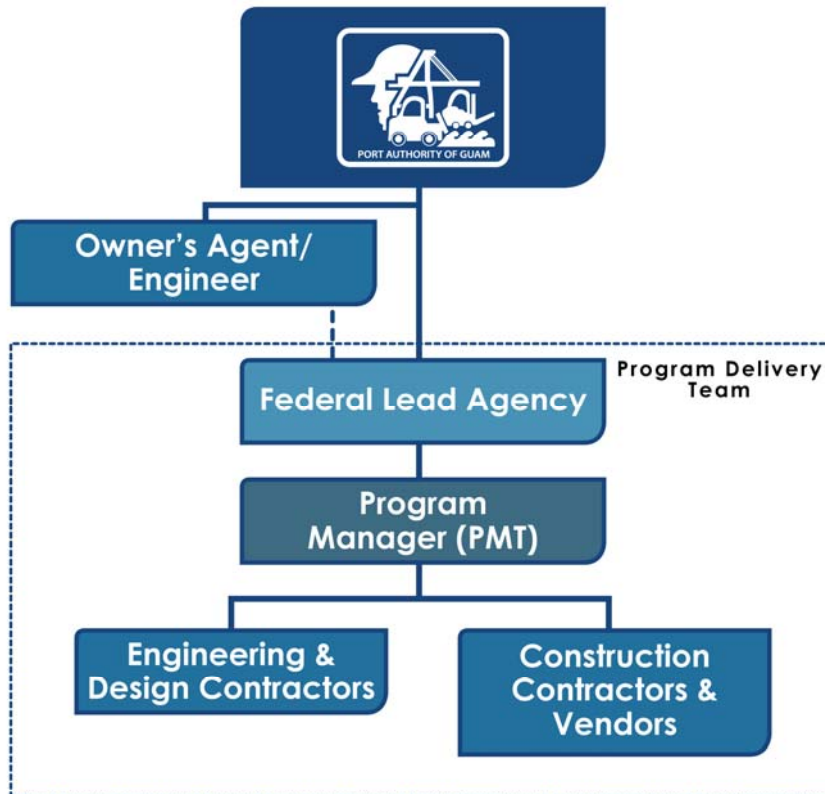 PORT AUTHORITY OF GUAM
Owner's Agent/
Engineer
Program Delivery
Team
Federal Lead Agency
Program
Manager (PMT)
Engineering &
Design Contractors
Construction
Contractors &
Vendors